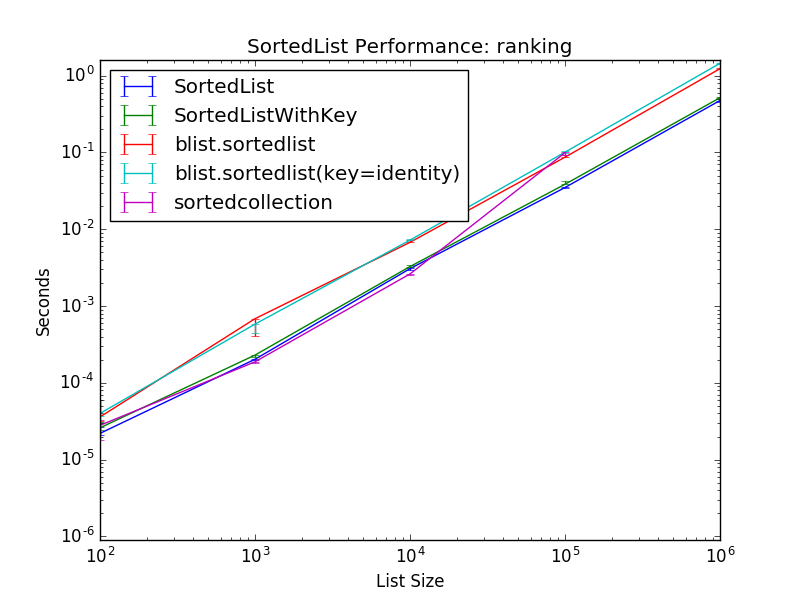 SortedList Performance: ranking
10^0
10^-1
10^-2
10^-3
10^-4
10^-5
10^-6
Seconds
SortedList
SortedListWithKey
blist.sortedlist
blist.sortedlist(key=identity)
sortedcollection
10^2 10^3 10^4 10^5 10^6
List Size